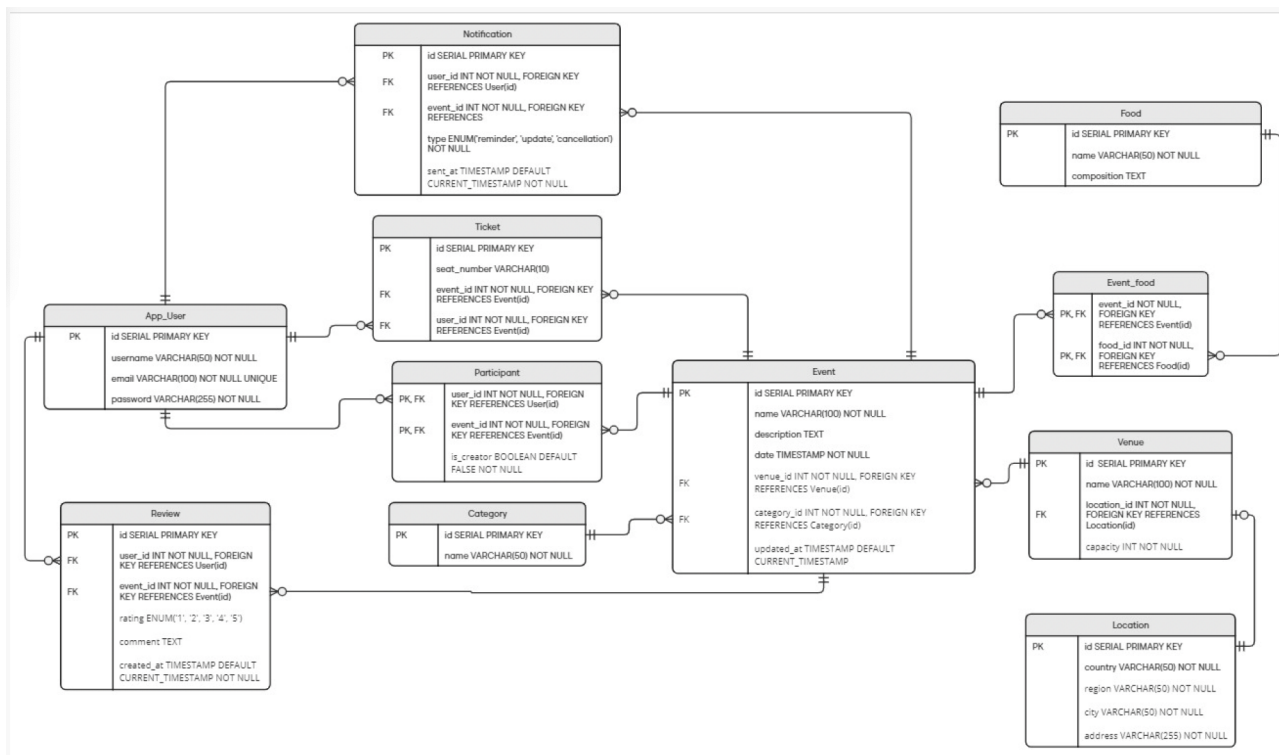 Notification
PK
id SERIAL PRIMARY KEY
FK
user_id INT NOT NULL, FOREIGN KEY
REFERENCES User(id)
FK
event_id INT NOT NULL, FOREIGN KEY
REFERENCES
type ENUM('reminder', 'update', 'cancellation')
NOT NULL
sent_at TIMESTAMP DEFAULT
CURRENT_TIMESTAMP NOT NULL
Food
PK
id SERIAL PRIMARY KEY
name VARCHAR(50) NOT NULL
composition TEXT
Ticket
PK
id SERIAL PRIMARY KEY
seat_number VARCHAR(10)
FK
event_id INT NOT NULL, FOREIGN KEY
REFERENCES Event(id)
FK
user_id INT NOT NULL, FOREIGN KEY
REFERENCES Event(id)
App_User
PK
id SERIAL PRIMARY KEY
username VARCHAR(50) NOT NULL
email VARCHAR(100) NOT NULL UNIQUE
password VARCHAR(255) NOT NULL
Event_food
PK, FK
event_id NOT NULL,
FOREIGN KEY
REFERENCES Event(id)
PK, FK
food_id INT NOT NULL,
FOREIGN KEY
REFERENCES Food(id)
Participant
PK, FK
user_id INT NOT NULL, FOREIGN
KEY REFERENCES User(id)
PK, FK
event_id INT NOT NULL, FOREIGN
KEY REFERENCES Event(id)
is_creator BOOLEAN DEFAULT
FALSE NOT NULL
Event
PK
id SERIAL PRIMARY KEY
name VARCHAR(100) NOT NULL
description TEXT
date TIMESTAMP NOT NULL
FK
venue_id INT NOT NULL, FOREIGN KEY
REFERENCES Venue(id)
FK
category_id INT NOT NULL, FOREIGN KEY
REFERENCES Category(id)
updated_at TIMESTAMP DEFAULT
CURRENT_TIMESTAMP
Venue
PK
id SERIAL PRIMARY KEY
name VARCHAR(100) NOT NULL
FK
location_id INT NOT NULL,
FOREIGN KEY REFERENCES
Location(id)
capacity INT NOT NULL
Review
PK
id SERIAL PRIMARY KEY
FK
user_id INT NOT NULL, FOREIGN
KEY REFERENCES User(id)
FK
event_id INT NOT NULL, FOREIGN
KEY REFERENCES Event(id)
rating ENUM('1', '2', '3', '4', '5')
comment TEXT
created_at TIMESTAMP DEFAULT
CURRENT_TIMESTAMP NOT NULL
Category
PK
id SERIAL PRIMARY KEY
name VARCHAR(50) NOT NULL
Location
PK
id SERIAL PRIMARY KEY
country VARCHAR(50) NOT NULL
region VARCHAR(50) NOT NULL
city VARCHAR(50) NOT NULL
address VARCHAR(255) NOT NULL